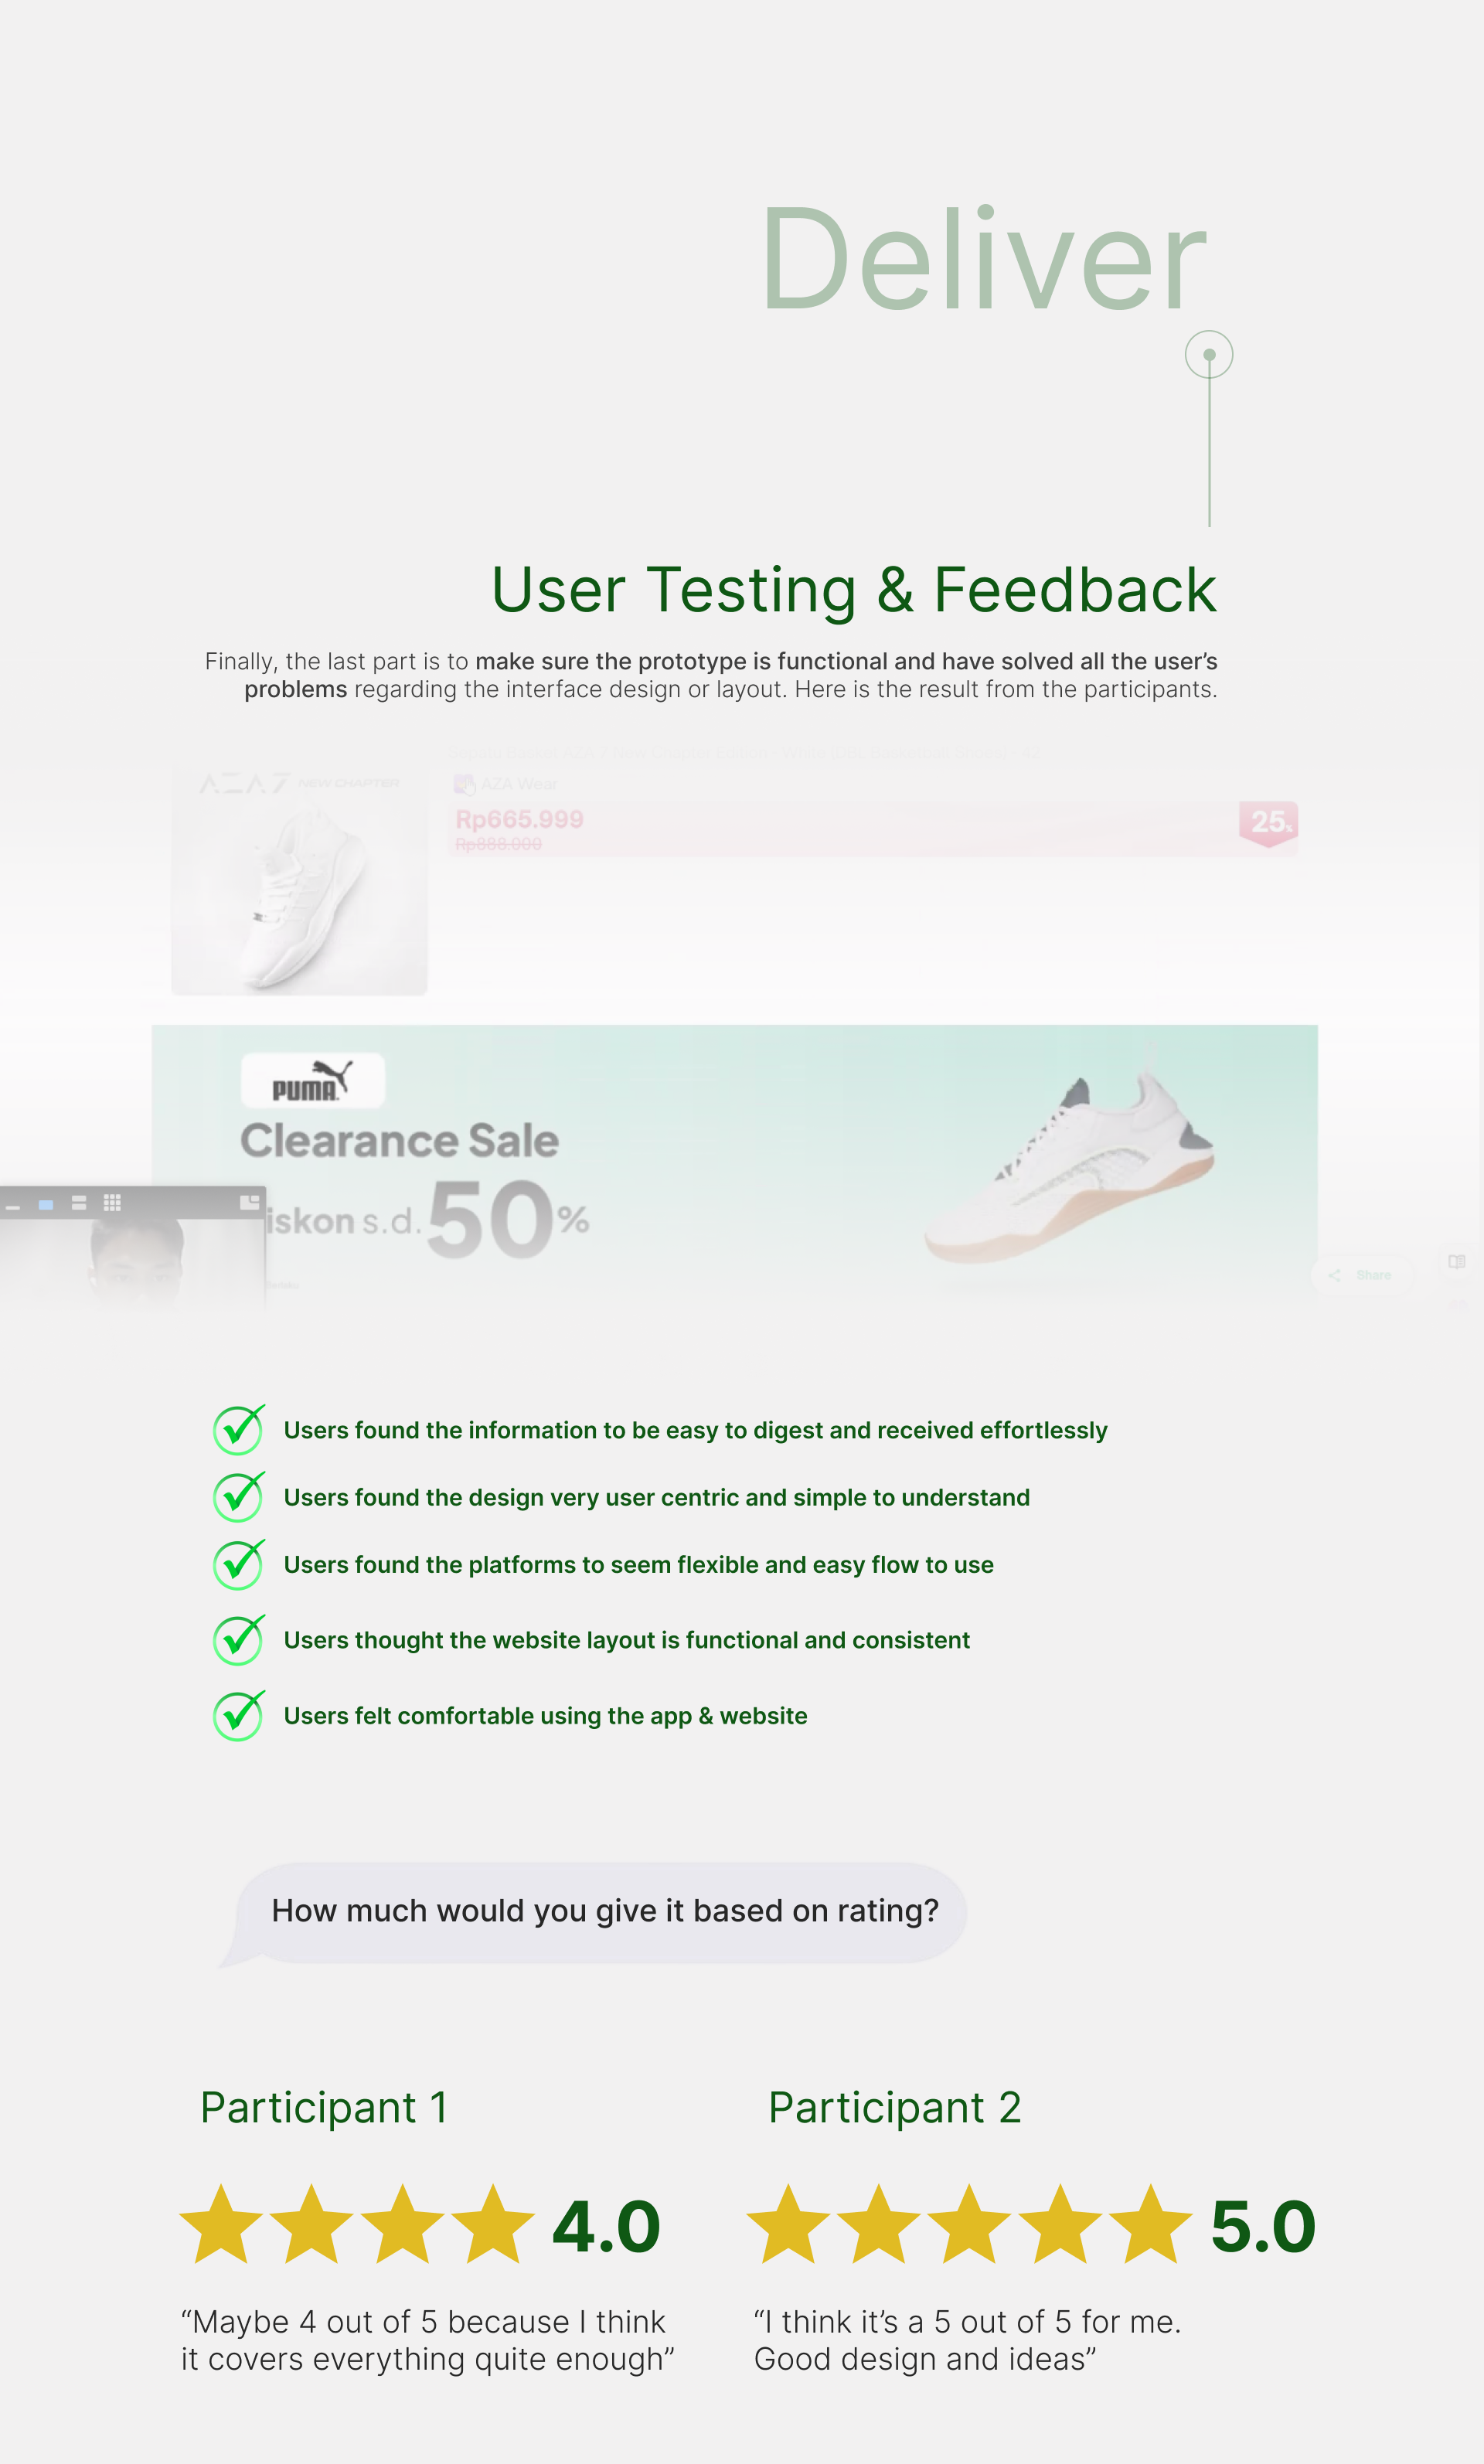 Deliver
User Testing & Feedback
Finally, the last part is to make sure the prototype is functional and have solved all the user’s
problems regarding the interface design or layout. Here is the result from the participants.
AZA7 NEW CHAPTER
AZA Wear
Rp665.999
25%
Rp888.000
PUMA
Clearance Sale
iskon s.d. 50%
Share
Users found the information to be easy to digest and received effortlessly
Users found the design very user centric and simple to understand
Users found the platforms to seem flexible and easy flow to use
Users thought the website layout is functional and consistent
Users felt comfortable using the app & website
How much would you give it based on rating?
Participant 1
Participant 2
4.0
5.0
“Maybe 4 out of 5 because I think
it covers everything quite enough”
“I think it’s a 5 out of 5 for me.
Good design and ideas”